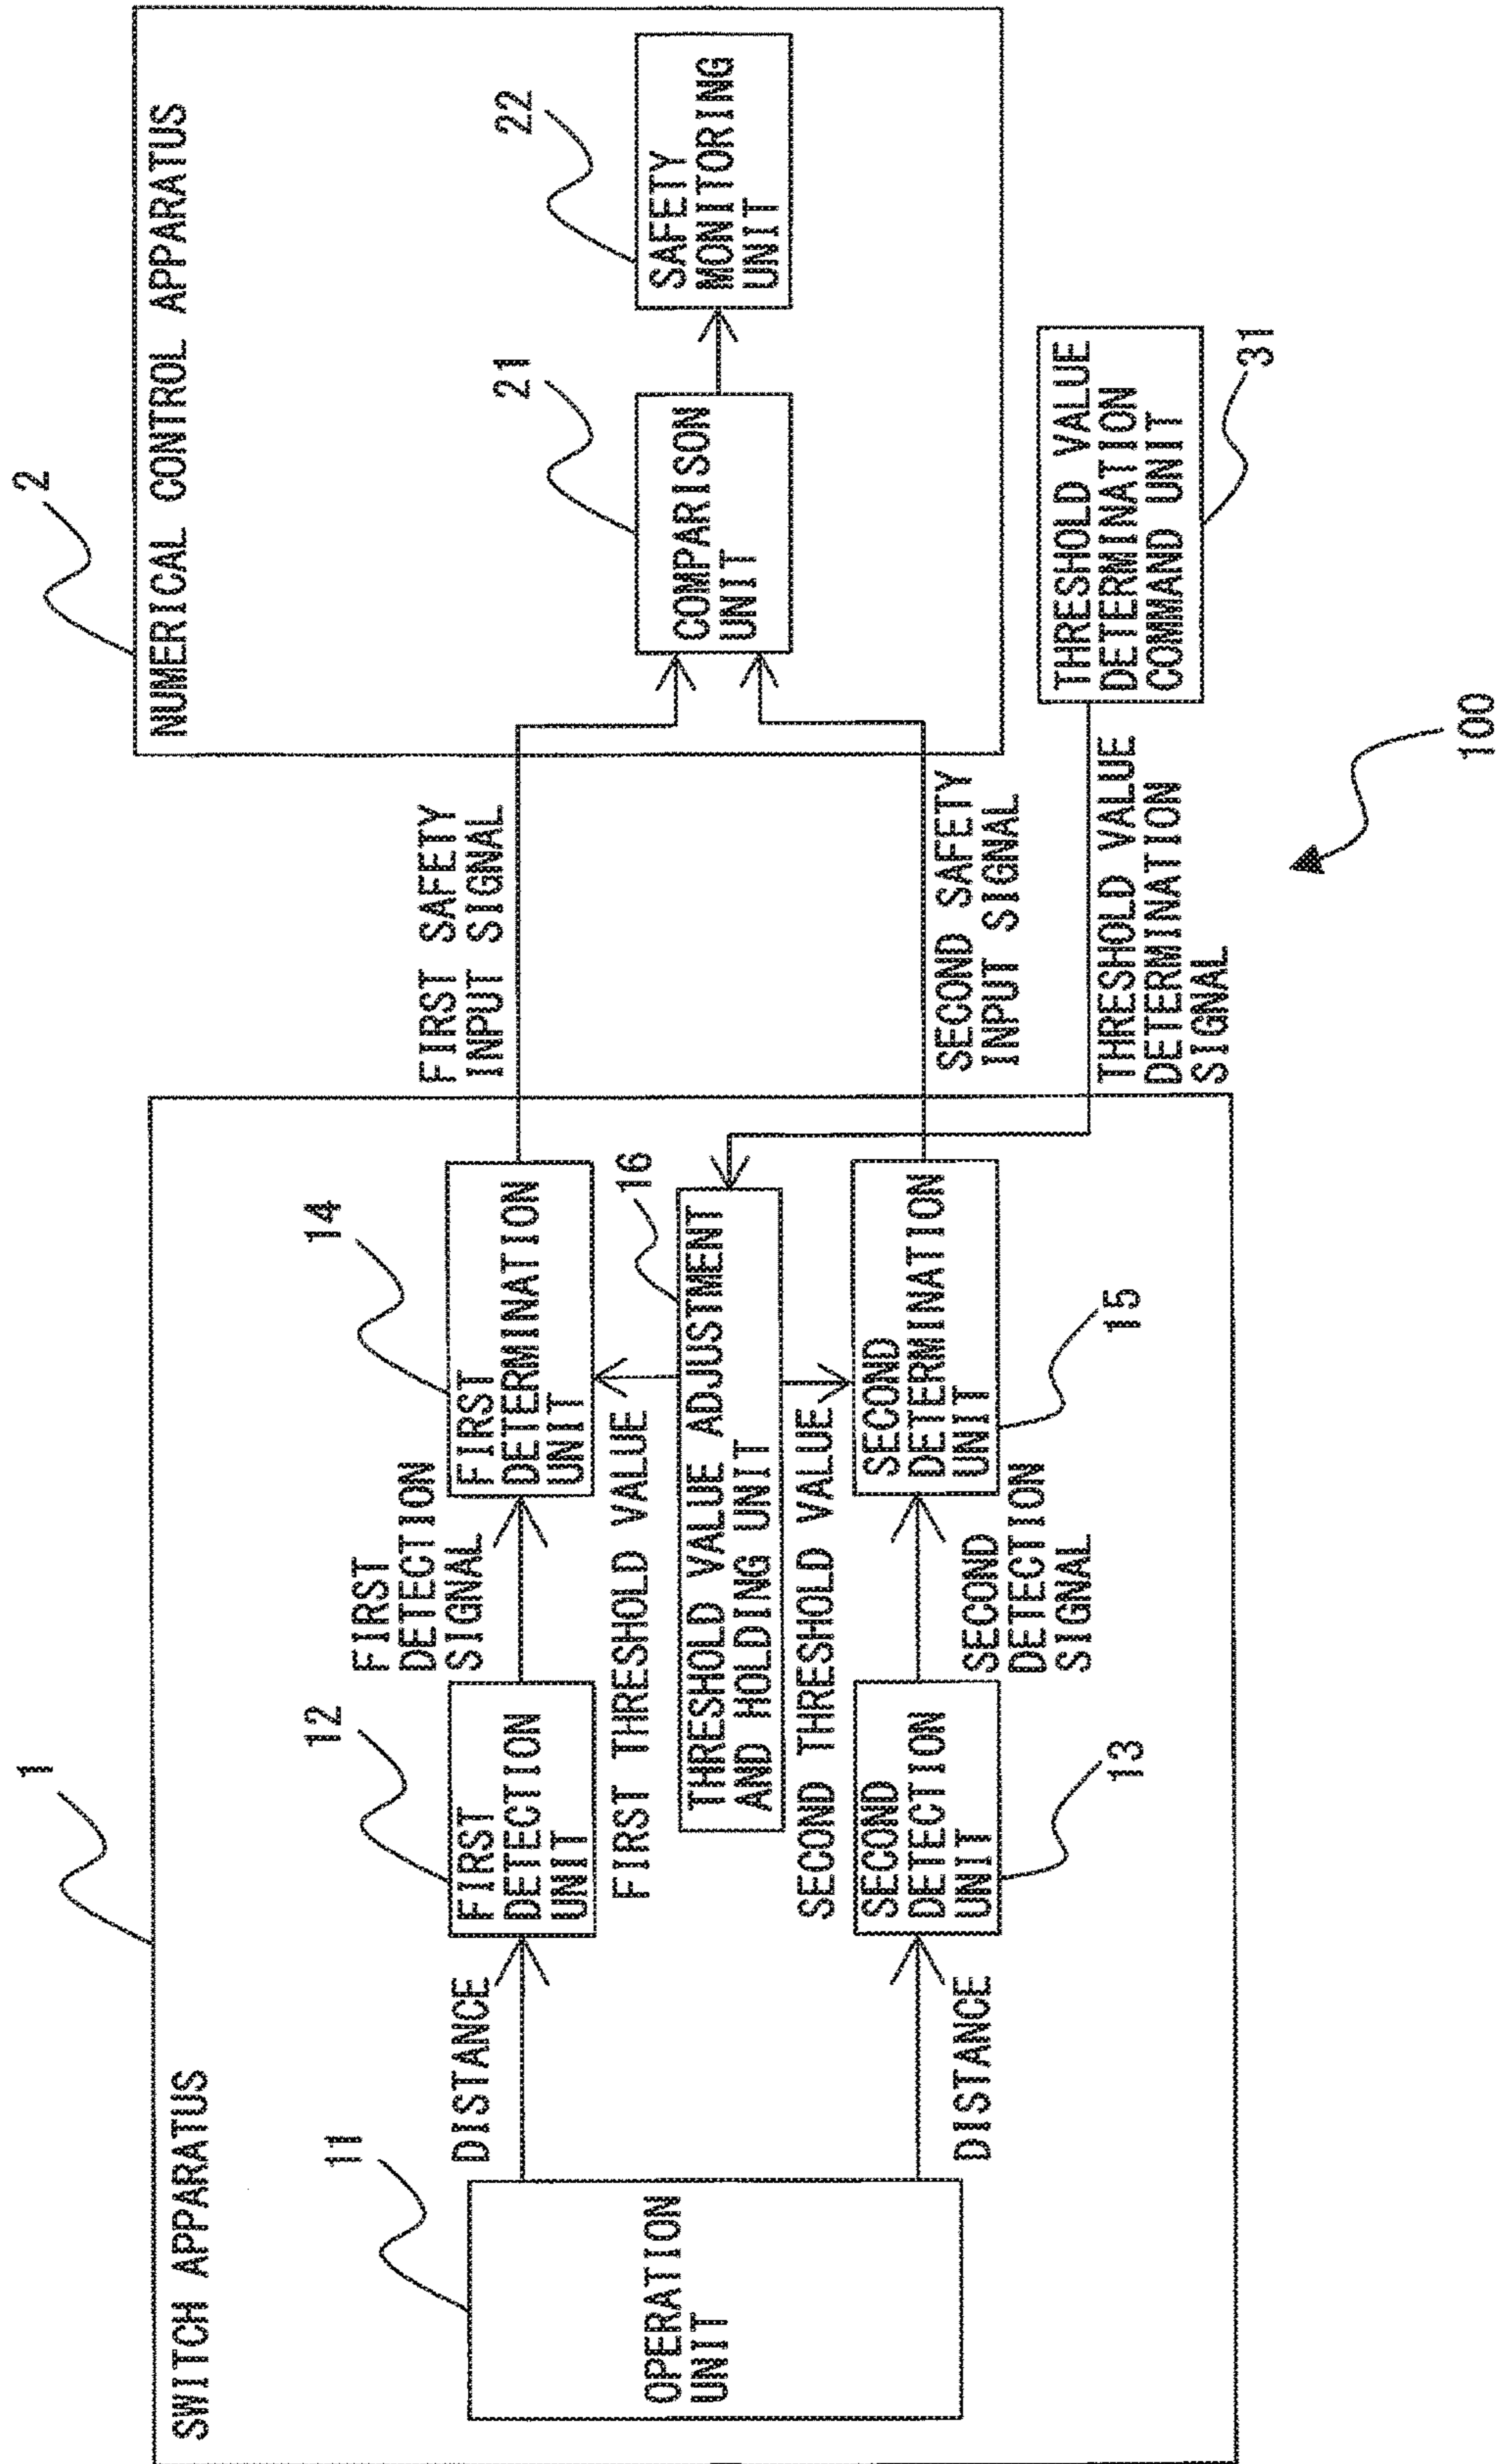 SWITCH APPARATUS
1
OPERATION
UNIT
11
DISTANCE
DISTANCE
FIRST
DETECTION
UNIT
12
SECOND
DETECTION
UNIT
13
FIRST
DETECTION
SIGNAL
SECOND
DETECTION
SIGNAL
FIRST THRESHOLD VALUE
THRESHOLD VALUE ADJUSTMENT
AND HOLDING UNIT
16
SECOND THRESHOLD VALUE
FIRST
DETERMINATION
UNIT
14
SECOND
DETERMINATION
UNIT
15
FIRST SAFETY
INPUT SIGNAL
SECOND SAFETY
INPUT SIGNAL
THRESHOLD VALUE
DETERMINATION
SIGNAL
NUMERICAL CONTROL APPARATUS
2
COMPARISON
UNIT
21
SAFETY
MONITORING
UNIT
22
THRESHOLD VALUE
DETERMINATION
COMMAND UNIT
31
100